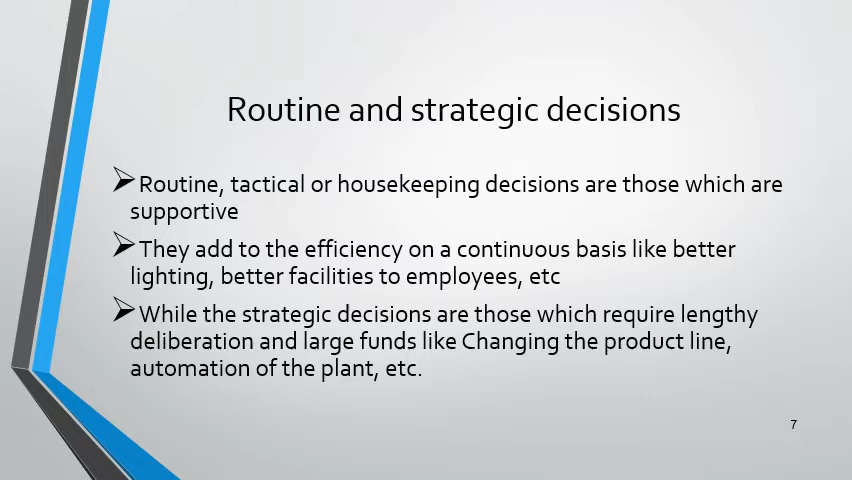 Routine and strategic decisions
➢Routine, tactical or housekeeping decisions are those which are
supportive
➢They add to the efficiency on a continuous basis like better
lighting, better facilities to employees, etc
➢While the strategic decisions are those which require lengthy
deliberation and large funds like Changing the product line,
automation of the plant, etc.
7